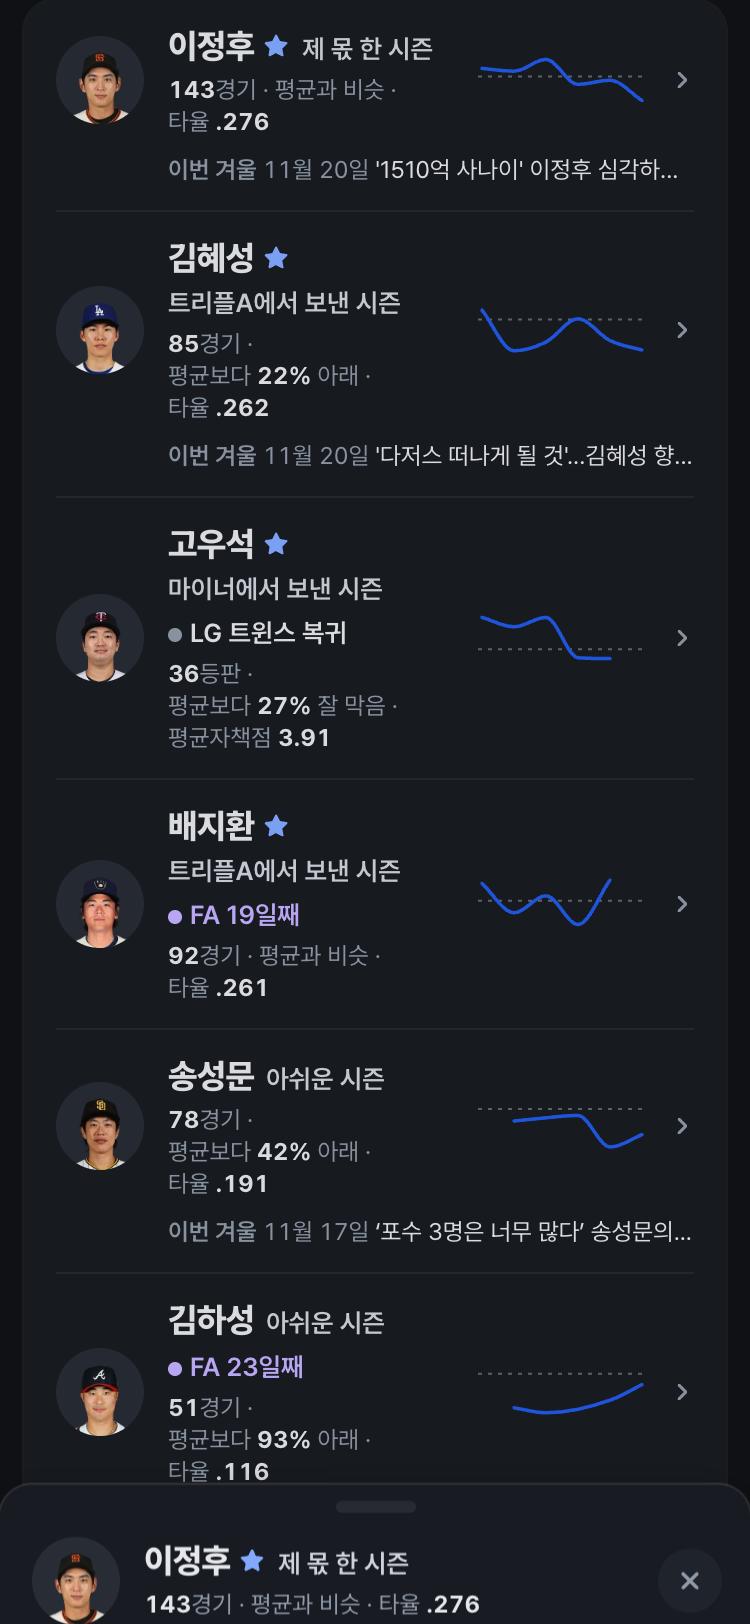 이정후 제 몫 한 시즌
143경기 · 평균과 비슷 ·
타율 .276
이번 겨울 11월 20일 '1510억 사나이' 이정후 심각하...
김혜성
트리플A에서 보낸 시즌
85경기 ·
평균보다 22% 아래 ·
타율 .262
이번 겨울 11월 20일 '다저스 떠나게 될 것'...김혜성 향...
고우석
마이너에서 보낸 시즌
LG 트윈스 복귀
36등판 ·
평균보다 27% 잘 막음 ·
평균자책점 3.91
배지환
트리플A에서 보낸 시즌
FA 19일째
92경기 · 평균과 비슷 ·
타율 .261
송성문 아쉬운 시즌
78경기 ·
평균보다 42% 아래 ·
타율 .191
이번 겨울 11월 17일 ‘포수 3명은 너무 많다’ 송성문의...
김하성 아쉬운 시즌
FA 23일째
51경기 ·
평균보다 93% 아래 ·
타율 .116
이정후 제 몫 한 시즌
143경기 · 평균과 비슷 · 타율 .276